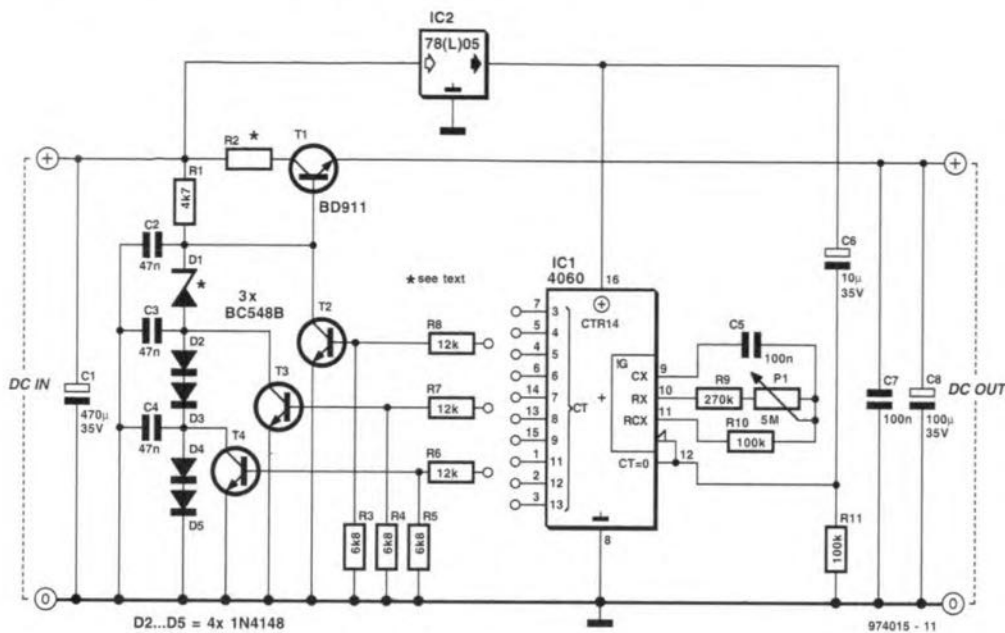 IC2
78(L)05
R2 *
T1
BD911
R1
4k7
C2
47n
D1
*
3x
BC548B
* see text
C3
47n
D2
D3
T2
T3
T4
C4
47n
D4
D5
DC IN
C1
470µ
35V
R8
12k
R7
12k
R6
12k
R3
6k8
R4
6k8
R5
6k8
IC1
4060
16
CTR14
7 3
5 4
4 5
6 6
14 7
13 8
15 9
1 11
2 12
3 13
CT
+
IG
CX
RX
RCX
CT=0
9
10
11
12
8
C5
100n
R9
270k
P1
5M
R10
100k
C6
10µ
35V
R11
100k
C7
100n
C8
100µ
35V
DC OUT
+
+
0
0
D2...D5 = 4x 1N4148
974015 - 11